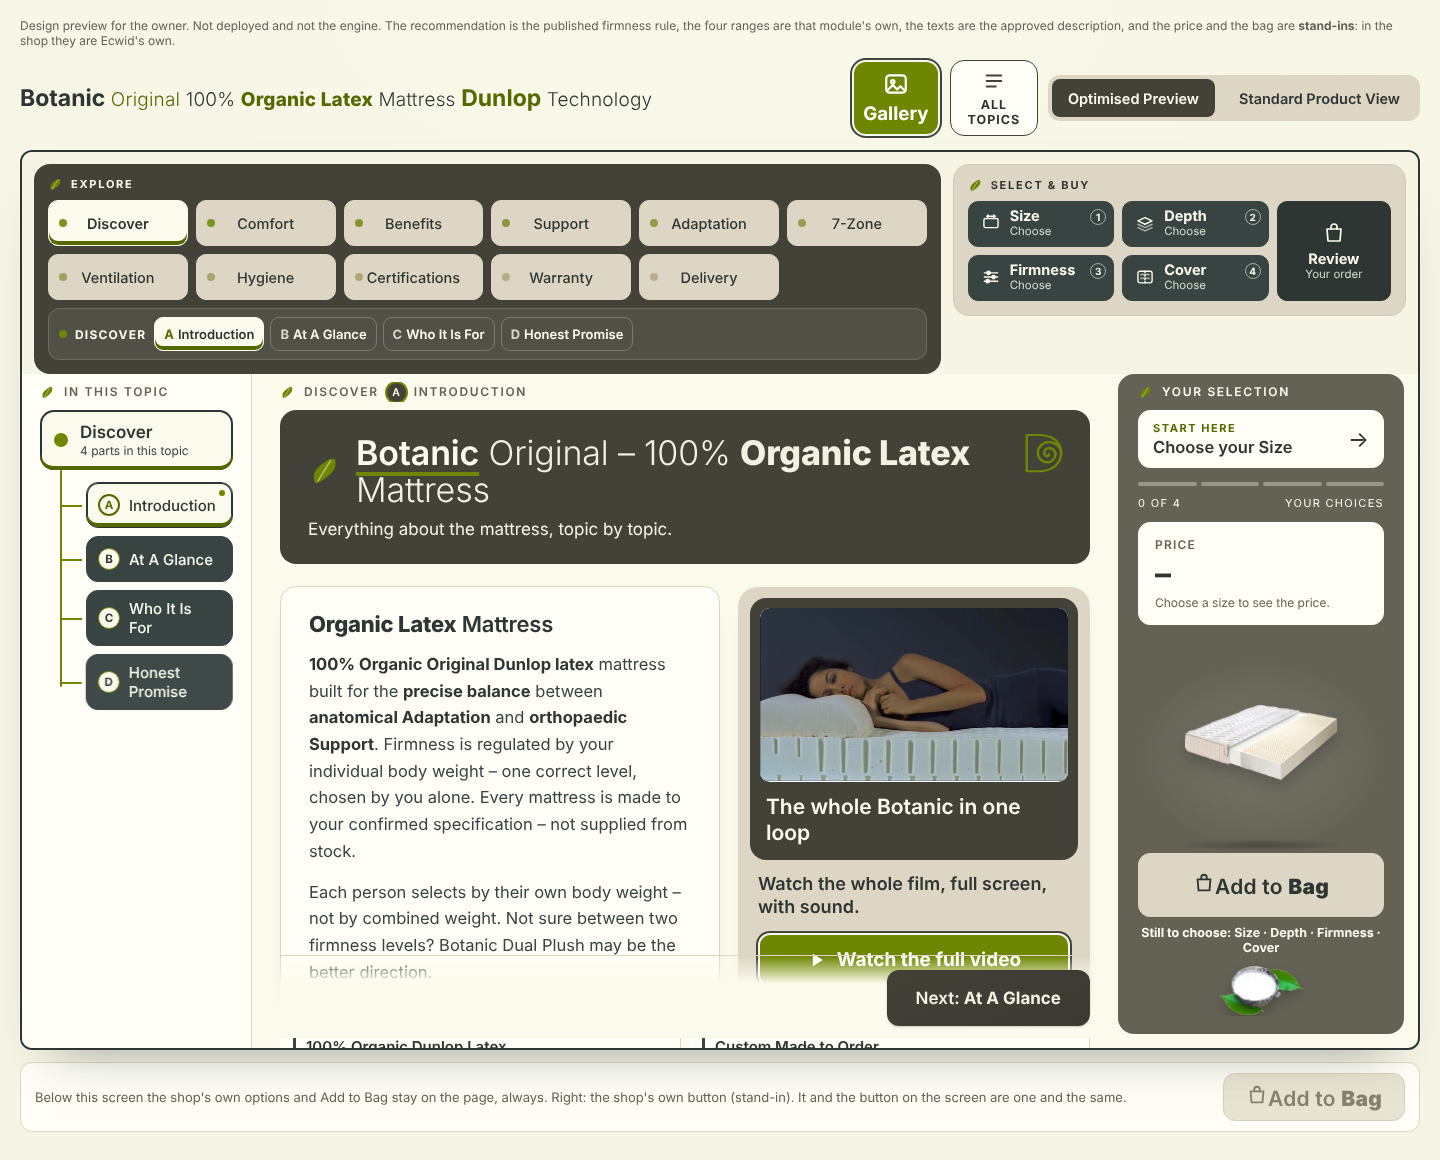 Design preview for the owner. Not deployed and not the engine. The recommendation is the published firmness rule, the four ranges are that module's own, the texts are the approved description, and the price and the bag are stand-ins: in the
shop they are Ecwid's own.
Botanic Original 100% Organic Latex Mattress Dunlop Technology
Gallery
ALL
TOPICS
Optimised Preview
Standard Product View
EXPLORE
Discover
Comfort
Benefits
Support
Adaptation
7-Zone
Ventilation
Hygiene
Certifications
Warranty
Delivery
DISCOVER
A Introduction
B At A Glance
C Who It Is For
D Honest Promise
SELECT & BUY
Size
Choose
1
Depth
Choose
2
Firmness
Choose
3
Cover
Choose
4
Review
Your order
IN THIS TOPIC
Discover
4 parts in this topic
A Introduction
B At A Glance
C Who It Is
For
D Honest
Promise
DISCOVER A INTRODUCTION
Botanic Original – 100% Organic Latex
Mattress
Everything about the mattress, topic by topic.
Organic Latex Mattress
100% Organic Original Dunlop latex mattress
built for the precise balance between
anatomical Adaptation and orthopaedic
Support. Firmness is regulated by your
individual body weight – one correct level,
chosen by you alone. Every mattress is made to
your confirmed specification – not supplied from
stock.
Each person selects by their own body weight –
not by combined weight. Not sure between two
firmness levels? Botanic Dual Plush may be the
better direction.
The whole Botanic in one
loop
Watch the whole film, full screen,
with sound.
Watch the full video
Next: At A Glance
100% Organic Dunlop Latex
Custom Made to Order
YOUR SELECTION
START HERE
Choose your Size
0 OF 4
YOUR CHOICES
PRICE
–
Choose a size to see the price.
Add to Bag
Still to choose: Size · Depth · Firmness ·
Cover
Below this screen the shop's own options and Add to Bag stay on the page, always. Right: the shop's own button (stand-in). It and the button on the screen are one and the same.
Add to Bag